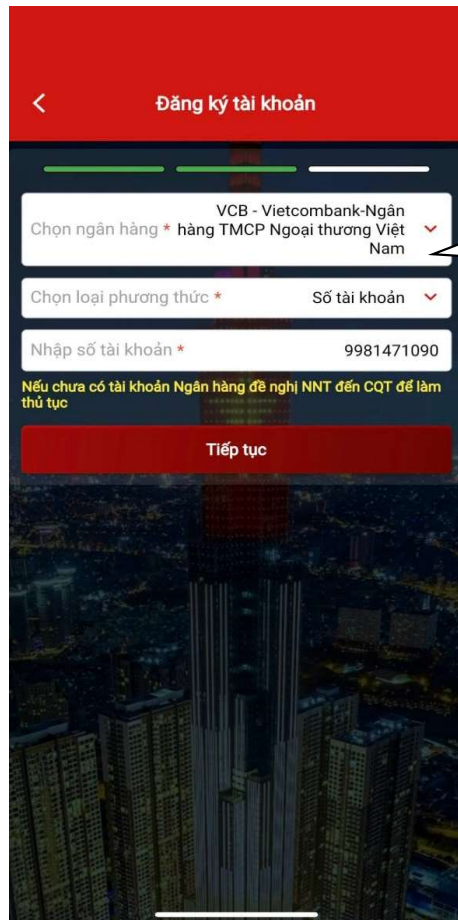 Đăng ký tài khoản
Chọn ngân hàng * VCB - Vietcombank-Ngân
hàng TMCP Ngoại thương Việt
Nam
Chọn loại phương thức * Số tài khoản
Nhập số tài khoản * 9981471090
Nếu chưa có tài khoản Ngân hàng đề nghị NNT đến CQT để làm
thủ tục
Tiếp tục